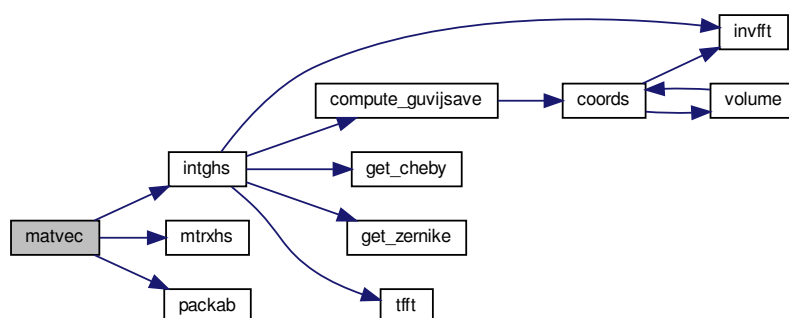 invfft
compute_guvijsave
coords
volume
intghs
get_cheby
matvec
mtrxhs
get_zernike
packab
tfft